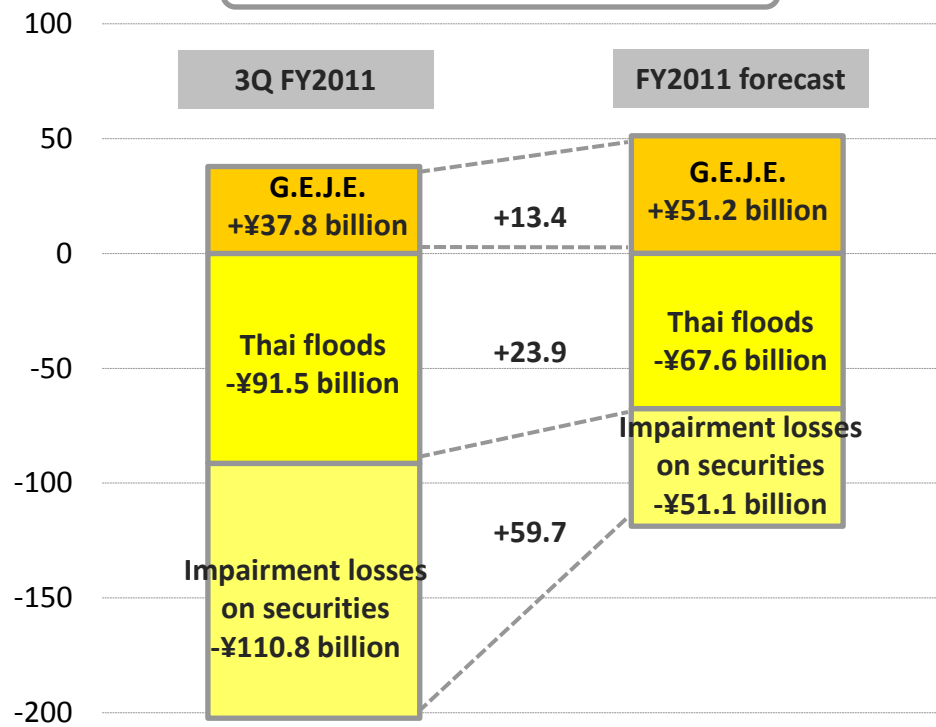 100
3Q FY2011
FY2011 forecast
50
G.E.J.E.
+¥37.8 billion
+13.4
G.E.J.E.
+¥51.2 billion
0
Thai floods
-¥91.5 billion
+23.9
Thai floods
-¥67.6 billion
-50
Impairment losses
on securities
-¥51.1 billion
-100
+59.7
Impairment losses
on securities
-¥110.8 billion
-150
-200